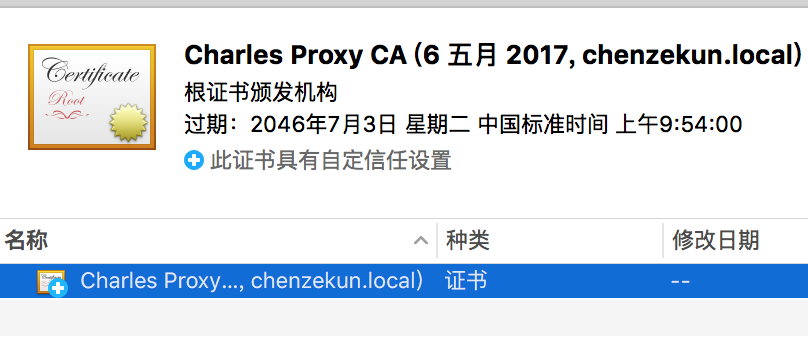 Certificate
Root
Charles Proxy CA (6 五月 2017, chenzekun.local)
根证书颁发机构
过期：2046年7月3日 星期二 中国标准时间 上午9:54:00
此证书具有自定信任设置
名称 种类 修改日期
Charles Proxy..., chenzekun.local) 证书 --